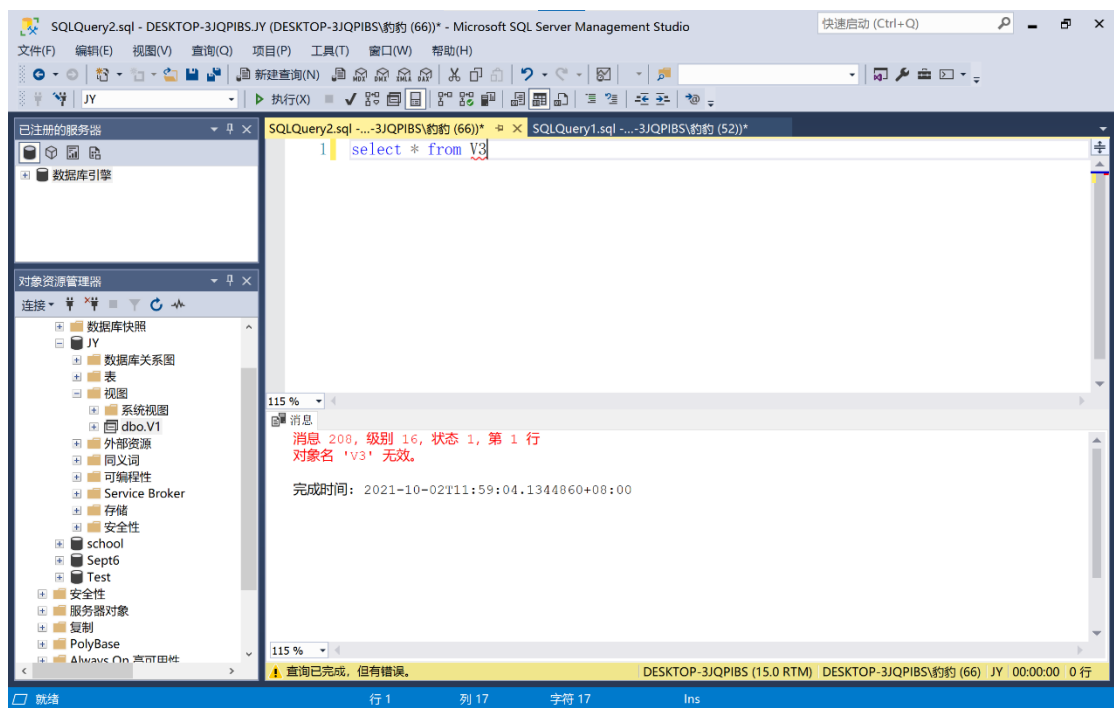 SQLQuery2.sql - DESKTOP-3JQPIBS.JY (DESKTOP-3JQPIBS\豹豹 (66))* - Microsoft SQL Server Management Studio
快速启动 (Ctrl+Q)
文件(F) 编辑(E) 视图(V) 查询(Q) 项目(P) 工具(T) 窗口(W) 帮助(H)
新建查询(N) MDX DMX XMLA DAX
JY 执行(X)
已注册的服务器
数据库引擎
对象资源管理器
连接
数据库快照
JY
数据库关系图
表
视图
系统视图
dbo.V1
外部资源
同义词
可编程性
Service Broker
存储
安全性
school
Sept6
Test
安全性
服务器对象
复制
PolyBase
Always On 高可用性
SQLQuery2.sql -...-3JQPIBS\豹豹 (66))* SQLQuery1.sql -...-3JQPIBS\豹豹 (52))*
1 select * from V3
115 %
消息
消息 208, 级别 16, 状态 1, 第 1 行
对象名 'V3' 无效。
完成时间: 2021-10-02T11:59:04.1344860+08:00
115 %
查询已完成，但有错误。 DESKTOP-3JQPIBS (15.0 RTM) DESKTOP-3JQPIBS\豹豹 (66) JY 00:00:00 0 行
就绪 行 1 列 17 字符 17 Ins